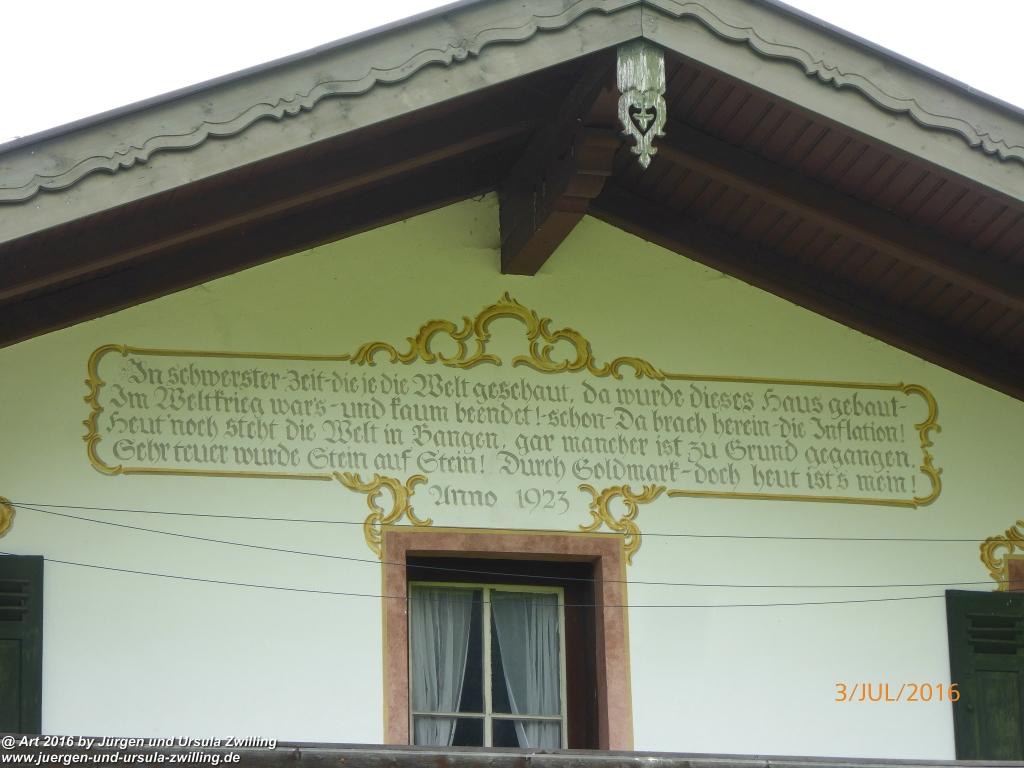 In schwerster-Zeit-die je die Welt geschaut, da wurde dieses Haus gebaut-
Im Weltkrieg war's-und kaum beendet!-schon-Da brach herein-die Inflation!
Heut noch steht die Welt in Bangen, gar mancher ist zu Grund gegangen.
Sehr teuer wurde Stein auf Stein! Durch Goldmark-doch heut ist's mein!
Anno 1923
3/JUL/2016
@ Art 2016 by Jürgen und Ursula Zwilling
www.juergen-und-ursula-zwilling.de